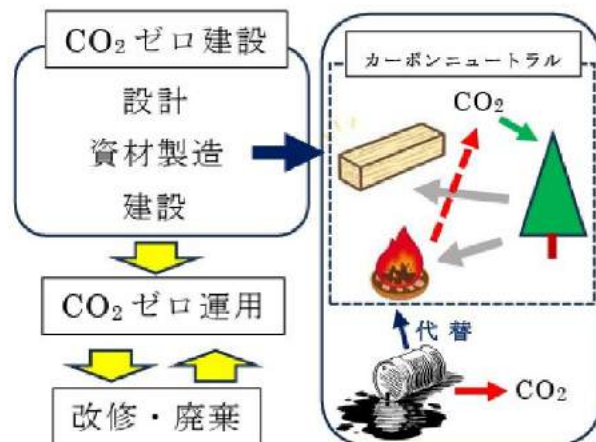 CO₂ゼロ建設
設計
資材製造
建設
CO₂ゼロ運用
改修・廃棄
カーボンニュートラル
CO₂
代替
CO₂